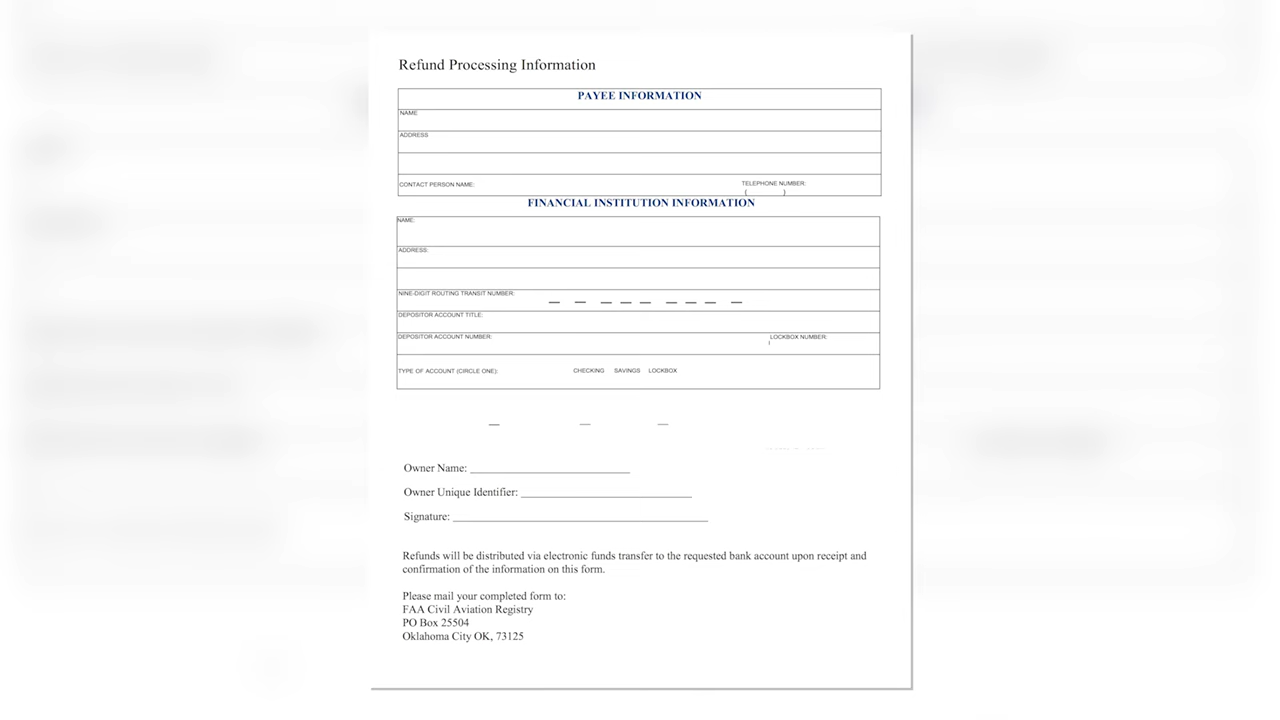 Refund Processing Information
PAYEE INFORMATION
NAME
ADDRESS
CONTACT PERSON NAME: TELEPHONE NUMBER:
( )
FINANCIAL INSTITUTION INFORMATION
NAME:
ADDRESS:
NINE-DIGIT ROUTING TRANSIT NUMBER:
DEPOSITOR ACCOUNT TITLE:
DEPOSITOR ACCOUNT NUMBER: LOCKBOX NUMBER:
TYPE OF ACCOUNT (CIRCLE ONE): CHECKING SAVINGS LOCKBOX
Owner Name: ____________________________
Owner Unique Identifier: ______________________________
Signature: _____________________________________________
Refunds will be distributed via electronic funds transfer to the requested bank account upon receipt and
confirmation of the information on this form.
Please mail your completed form to:
FAA Civil Aviation Registry
PO Box 25504
Oklahoma City OK, 73125